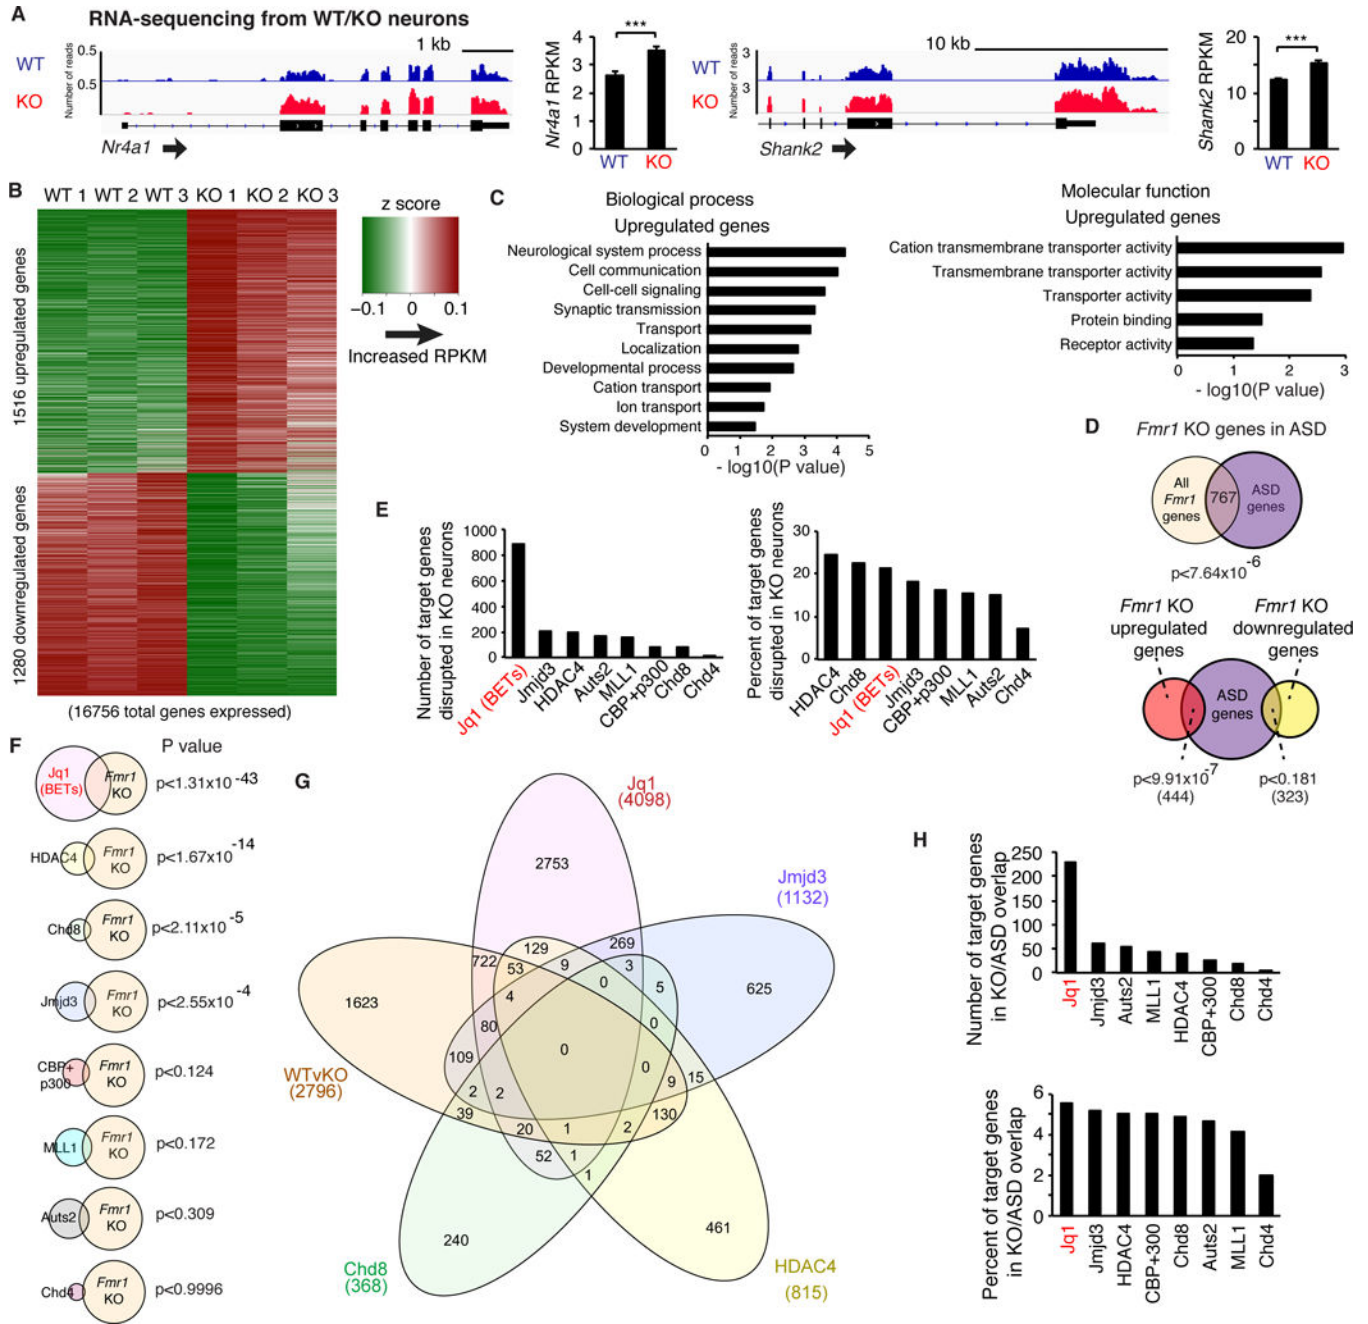 A
RNA-sequencing from WT/KO neurons
1 kb
Number of reads
0.5
0.5
WT
KO
Nr4a1
Nr4a1 RPKM
4
3
2
1
0
***
WT KO
10 kb
Number of reads
3
3
WT
KO
Shank2
Shank2 RPKM
20
10
0
***
WT KO
B
WT 1 WT 2 WT 3 KO 1 KO 2 KO 3
1516 upregulated genes
1280 downregulated genes
(16756 total genes expressed)
z score
−0.1 0 0.1
Increased RPKM
C
Biological process
Upregulated genes
Neurological system process
Cell communication
Cell-cell signaling
Synaptic transmission
Transport
Localization
Developmental process
Cation transport
Ion transport
System development
0 1 2 3 4 5
- log10(P value)
Molecular function
Upregulated genes
Cation transmembrane transporter activity
Transmembrane transporter activity
Transporter activity
Protein binding
Receptor activity
0 1 2 3
- log10(P value)
D
Fmr1 KO genes in ASD
All
Fmr1
genes
767
ASD
genes
p<7.64x10-6
Fmr1 KO
upregulated
genes
Fmr1 KO
downregulated
genes
ASD
genes
p<9.91x10-7
(444)
p<0.181
(323)
E
Number of target genes
disrupted in KO neurons
1000
800
600
400
200
0
Jq1 (BETs)
Jmjd3
HDAC4
Auts2
MLL1
CBP+p300
Chd8
Chd4
Percent of target genes
disrupted in KO neurons
30
20
10
0
HDAC4
Chd8
Jq1 (BETs)
Jmjd3
CBP+p300
MLL1
Auts2
Chd4
F
P value
Jq1
(BETs)
Fmr1
KO
p<1.31x10-43
HDAC4
Fmr1
KO
p<1.67x10-14
Chd8
Fmr1
KO
p<2.11x10-5
Jmjd3
Fmr1
KO
p<2.55x10-4
CBP+
p300
Fmr1
KO
p<0.124
MLL1
Fmr1
KO
p<0.172
Auts2
Fmr1
KO
p<0.309
Chd4
Fmr1
KO
p<0.9996
G
Jq1
(4098)
2753
Jmjd3
(1132)
129 269
722 53 9 3
4 0 5
1623 625
80 0
109 0 0
WTvKO
(2796)
2 2 9 15
39 130
20 1 2
52 1
1
240 461
Chd8
(368)
HDAC4
(815)
H
Number of target genes
in KO/ASD overlap
250
200
150
100
50
0
Jq1
Jmjd3
Auts2
MLL1
HDAC4
CBP+300
Chd8
Chd4
Percent of target genes
in KO/ASD overlap
6
4
2
0
Jq1
Jmjd3
HDAC4
CBP+300
Chd8
Auts2
MLL1
Chd4